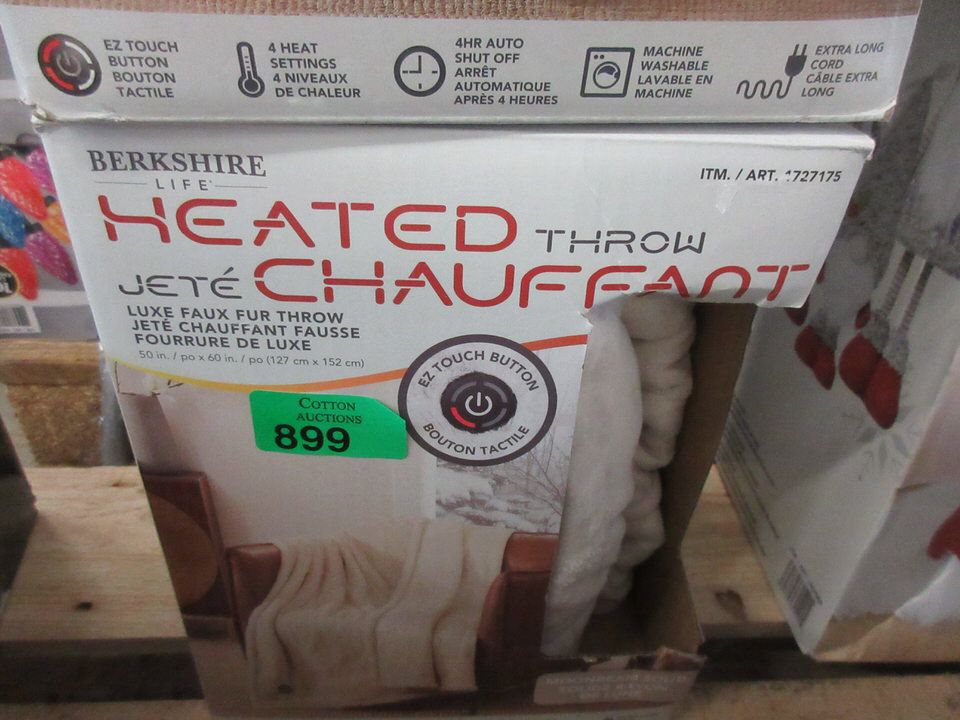 EZ TOUCH
BUTTON
BOUTON
TACTILE
4 HEAT
SETTINGS
4 NIVEAUX
DE CHALEUR
4HR AUTO
SHUT OFF
ARRÊT
AUTOMATIQUE
APRÈS 4 HEURES
MACHINE
WASHABLE
LAVABLE EN
MACHINE
EXTRA LONG
CORD
CÂBLE EXTRA
LONG
BERKSHIRE
LIFE
ITM. / ART. 1727175
HEATED THROW
JETÉ CHAUFFANT
LUXE FAUX FUR THROW
JETÉ CHAUFFANT FAUSSE
FOURRURE DE LUXE
50 in. / po x 60 in. / po (127 cm x 152 cm)
EZ TOUCH BUTTON
BOUTON TACTILE
COTTON
AUCTIONS
899
MOONBEAM SOLID